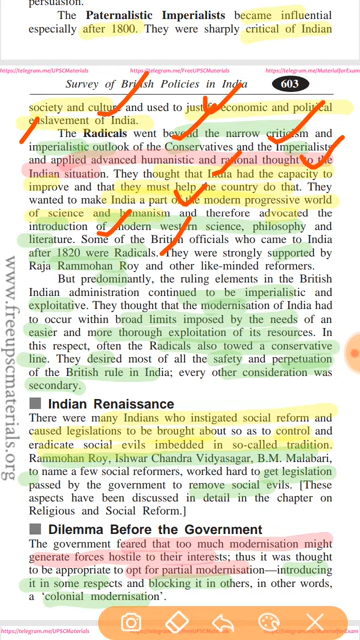 persuasion.
The Paternalistic Imperialists became influential
especially after 1800. They were sharply critical of Indian
https://telegram.me/FreeUPSCMaterials https://telegram.me/UPSCMaterials https://telegram.me/MaterialforExam
Survey of British Policies in India 603
society and culture and used to justify economic and political
enslavement of India.
The Radicals went beyond the narrow criticism and
imperialistic outlook of the Conservatives and the Imperialists
and applied advanced humanistic and rational thought to the
Indian situation. They thought that India had the capacity to
improve and that they must help the country do that. They
wanted to make India a part of the modern progressive world
of science and humanism and therefore advocated the
introduction of modern western science, philosophy and
literature. Some of the British officials who came to India
after 1820 were Radicals. They were strongly supported by
Raja Rammohan Roy and other like-minded reformers.
But predominantly, the ruling elements in the British
Indian administration continued to be imperialistic and
exploitative. They thought that the modernisation of India had
to occur within broad limits imposed by the needs of an
easier and more thorough exploitation of its resources. In
this respect, often the Radicals also towed a conservative
line. They desired most of all the safety and perpetuation
of the British rule in India; every other consideration was
secondary.
Indian Renaissance
There were many Indians who instigated social reform and
caused legislations to be brought about so as to control and
eradicate social evils imbedded in so-called tradition.
Rammohan Roy, Ishwar Chandra Vidyasagar, B.M. Malabari,
to name a few social reformers, worked hard to get legislation
passed by the government to remove social evils. [These
aspects have been discussed in detail in the chapter on
Religious and Social Reform.]
Dilemma Before the Government
The government feared that too much modernisation might
generate forces hostile to their interests; thus it was thought
to be appropriate to opt for partial modernisation—introducing
it in some respects and blocking it in others, in other words,
a 'colonial modernisation'.
www.freeupscmaterials.org